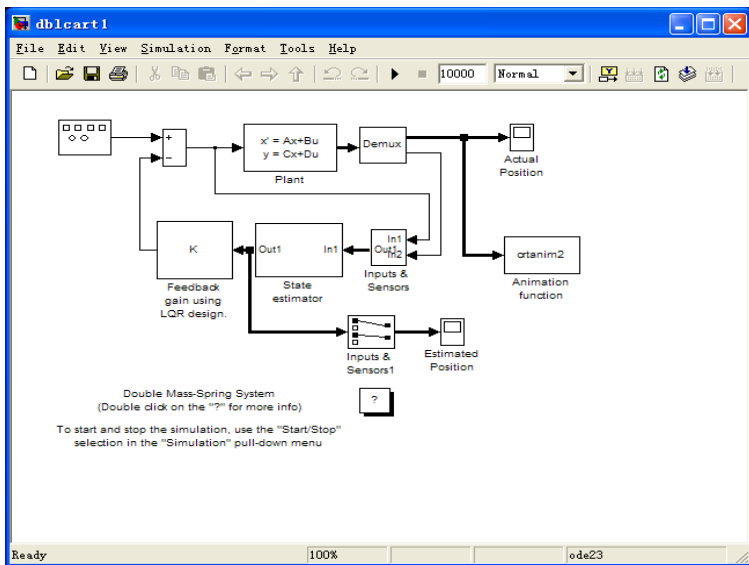 dblcart1
File Edit View Simulation Format Tools Help
10000 Normal
+
−
x' = Ax+Bu
y = Cx+Du
Plant
Demux
Actual
Position
K
Feedback
gain using
LQR design.
Out1 In1
State
estimator
In1
Out1
In2
Inputs &
Sensors
crtanim2
Animation
function
Inputs &
Sensors1
Estimated
Position
Double Mass-Spring System
(Double click on the "?" for more info)
?
To start and stop the simulation, use the "Start/Stop"
selection in the "Simulation" pull-down menu
Ready 100% ode23